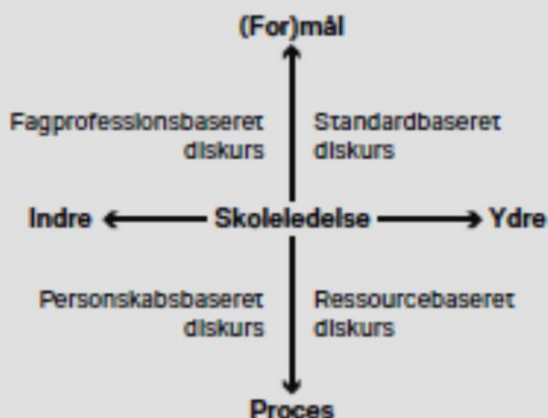 (For)mål
Fagprofessionsbaseret diskurs
Standardbaseret diskurs
Indre
Skoleledelse
Ydre
Personskabsbaseret diskurs
Ressourcebaseret diskurs
Proces